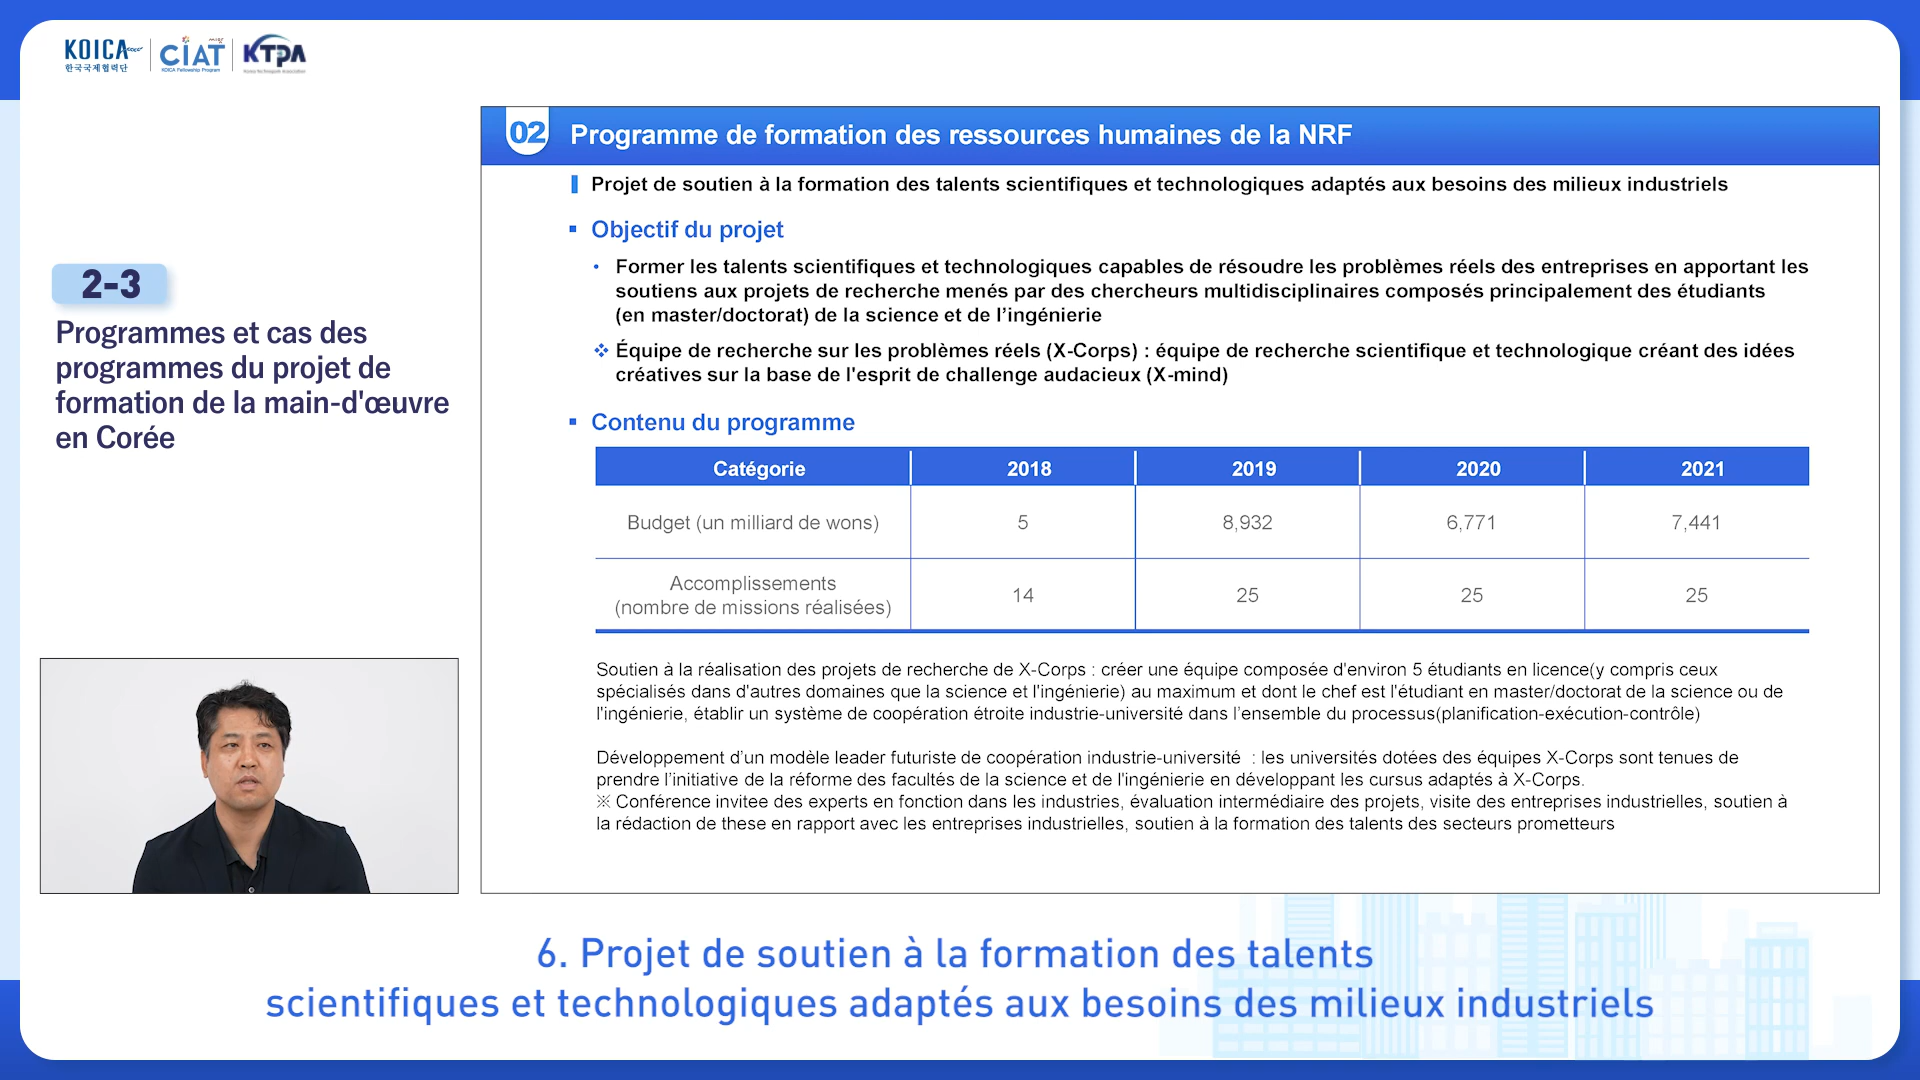 KOICA
한국국제협력단
CIAT
KOICA Fellowship Program
KTPA
02
Programme de formation des ressources humaines de la NRF
Projet de soutien à la formation des talents scientifiques et technologiques adaptés aux besoins des milieux industriels
Objectif du projet
Former les talents scientifiques et technologiques capables de résoudre les problèmes réels des entreprises en apportant les
soutiens aux projets de recherche menés par des chercheurs multidisciplinaires composés principalement des étudiants
(en master/doctorat) de la science et de l'ingénierie
Équipe de recherche sur les problèmes réels (X-Corps) : équipe de recherche scientifique et technologique créant des idées
créatives sur la base de l'esprit de challenge audacieux (X-mind)
Contenu du programme
Catégorie 2018 2019 2020 2021
Budget (un milliard de wons) 5 8,932 6,771 7,441
Accomplissements
(nombre de missions réalisées) 14 25 25 25
Soutien à la réalisation des projets de recherche de X-Corps : créer une équipe composée d'environ 5 étudiants en licence(y compris ceux
spécialisés dans d'autres domaines que la science et l'ingénierie) au maximum et dont le chef est l'étudiant en master/doctorat de la science ou de
l'ingénierie, établir un système de coopération étroite industrie-université dans l'ensemble du processus(planification-exécution-contrôle)
Développement d'un modèle leader futuriste de coopération industrie-université : les universités dotées des équipes X-Corps sont tenues de
prendre l'initiative de la réforme des facultés de la science et de l'ingénierie en développant les cursus adaptés à X-Corps.
※ Conférence invitee des experts en fonction dans les industries, évaluation intermédiaire des projets, visite des entreprises industrielles, soutien à
la rédaction de these en rapport avec les entreprises industrielles, soutien à la formation des talents des secteurs prometteurs
2-3
Programmes et cas des
programmes du projet de
formation de la main-d'œuvre
en Corée
6. Projet de soutien à la formation des talents
scientifiques et technologiques adaptés aux besoins des milieux industriels